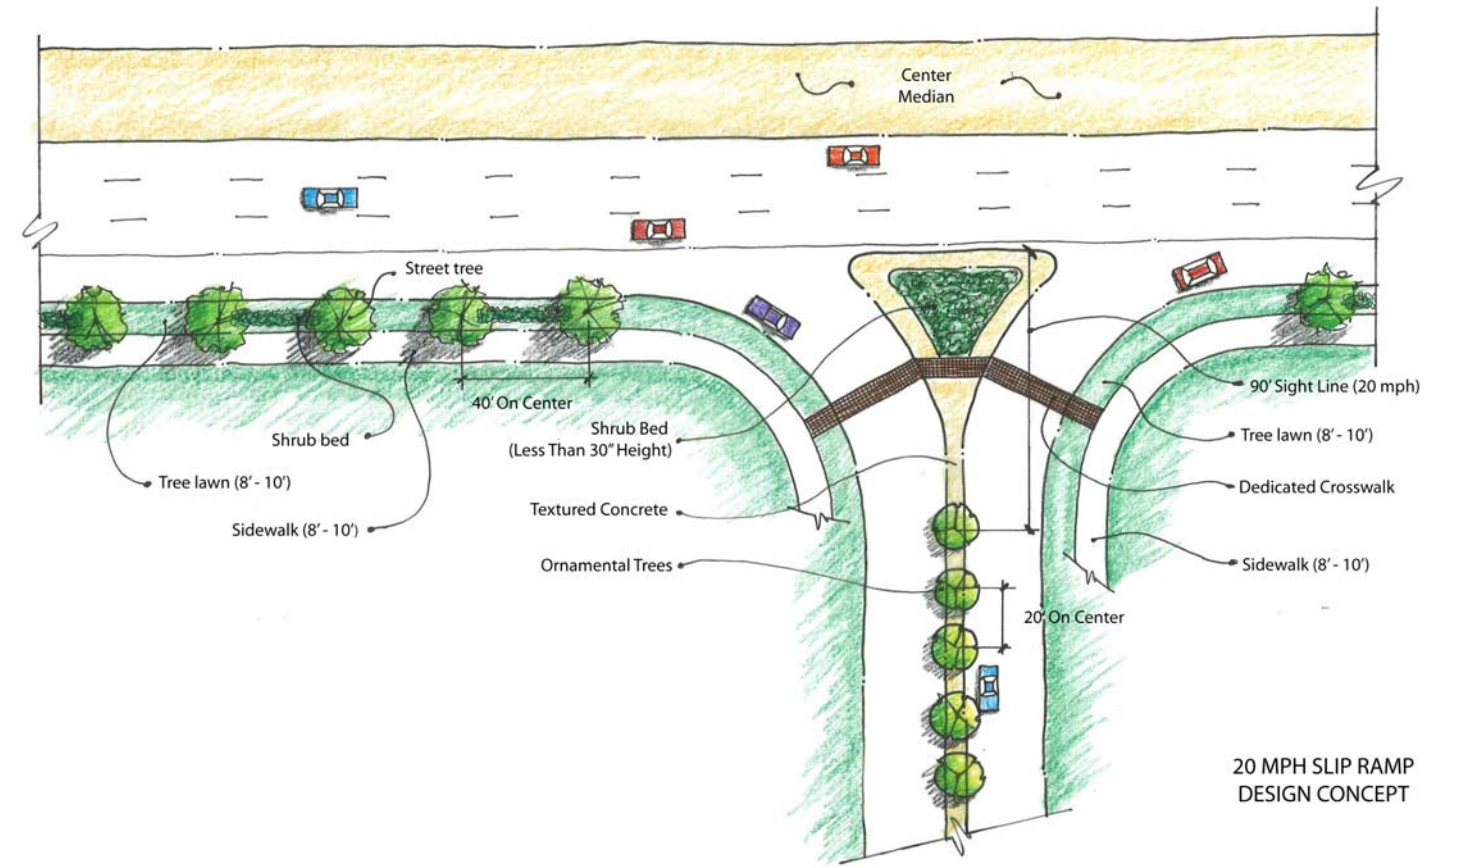 Center
Median
Street tree
40' On Center
Shrub bed
Tree lawn (8' - 10')
Sidewalk (8' - 10')
Shrub Bed
(Less Than 30" Height)
Textured Concrete
Ornamental Trees
90' Sight Line (20 mph)
Tree lawn (8' - 10')
Dedicated Crosswalk
Sidewalk (8' - 10')
20' On Center
20 MPH SLIP RAMP
DESIGN CONCEPT